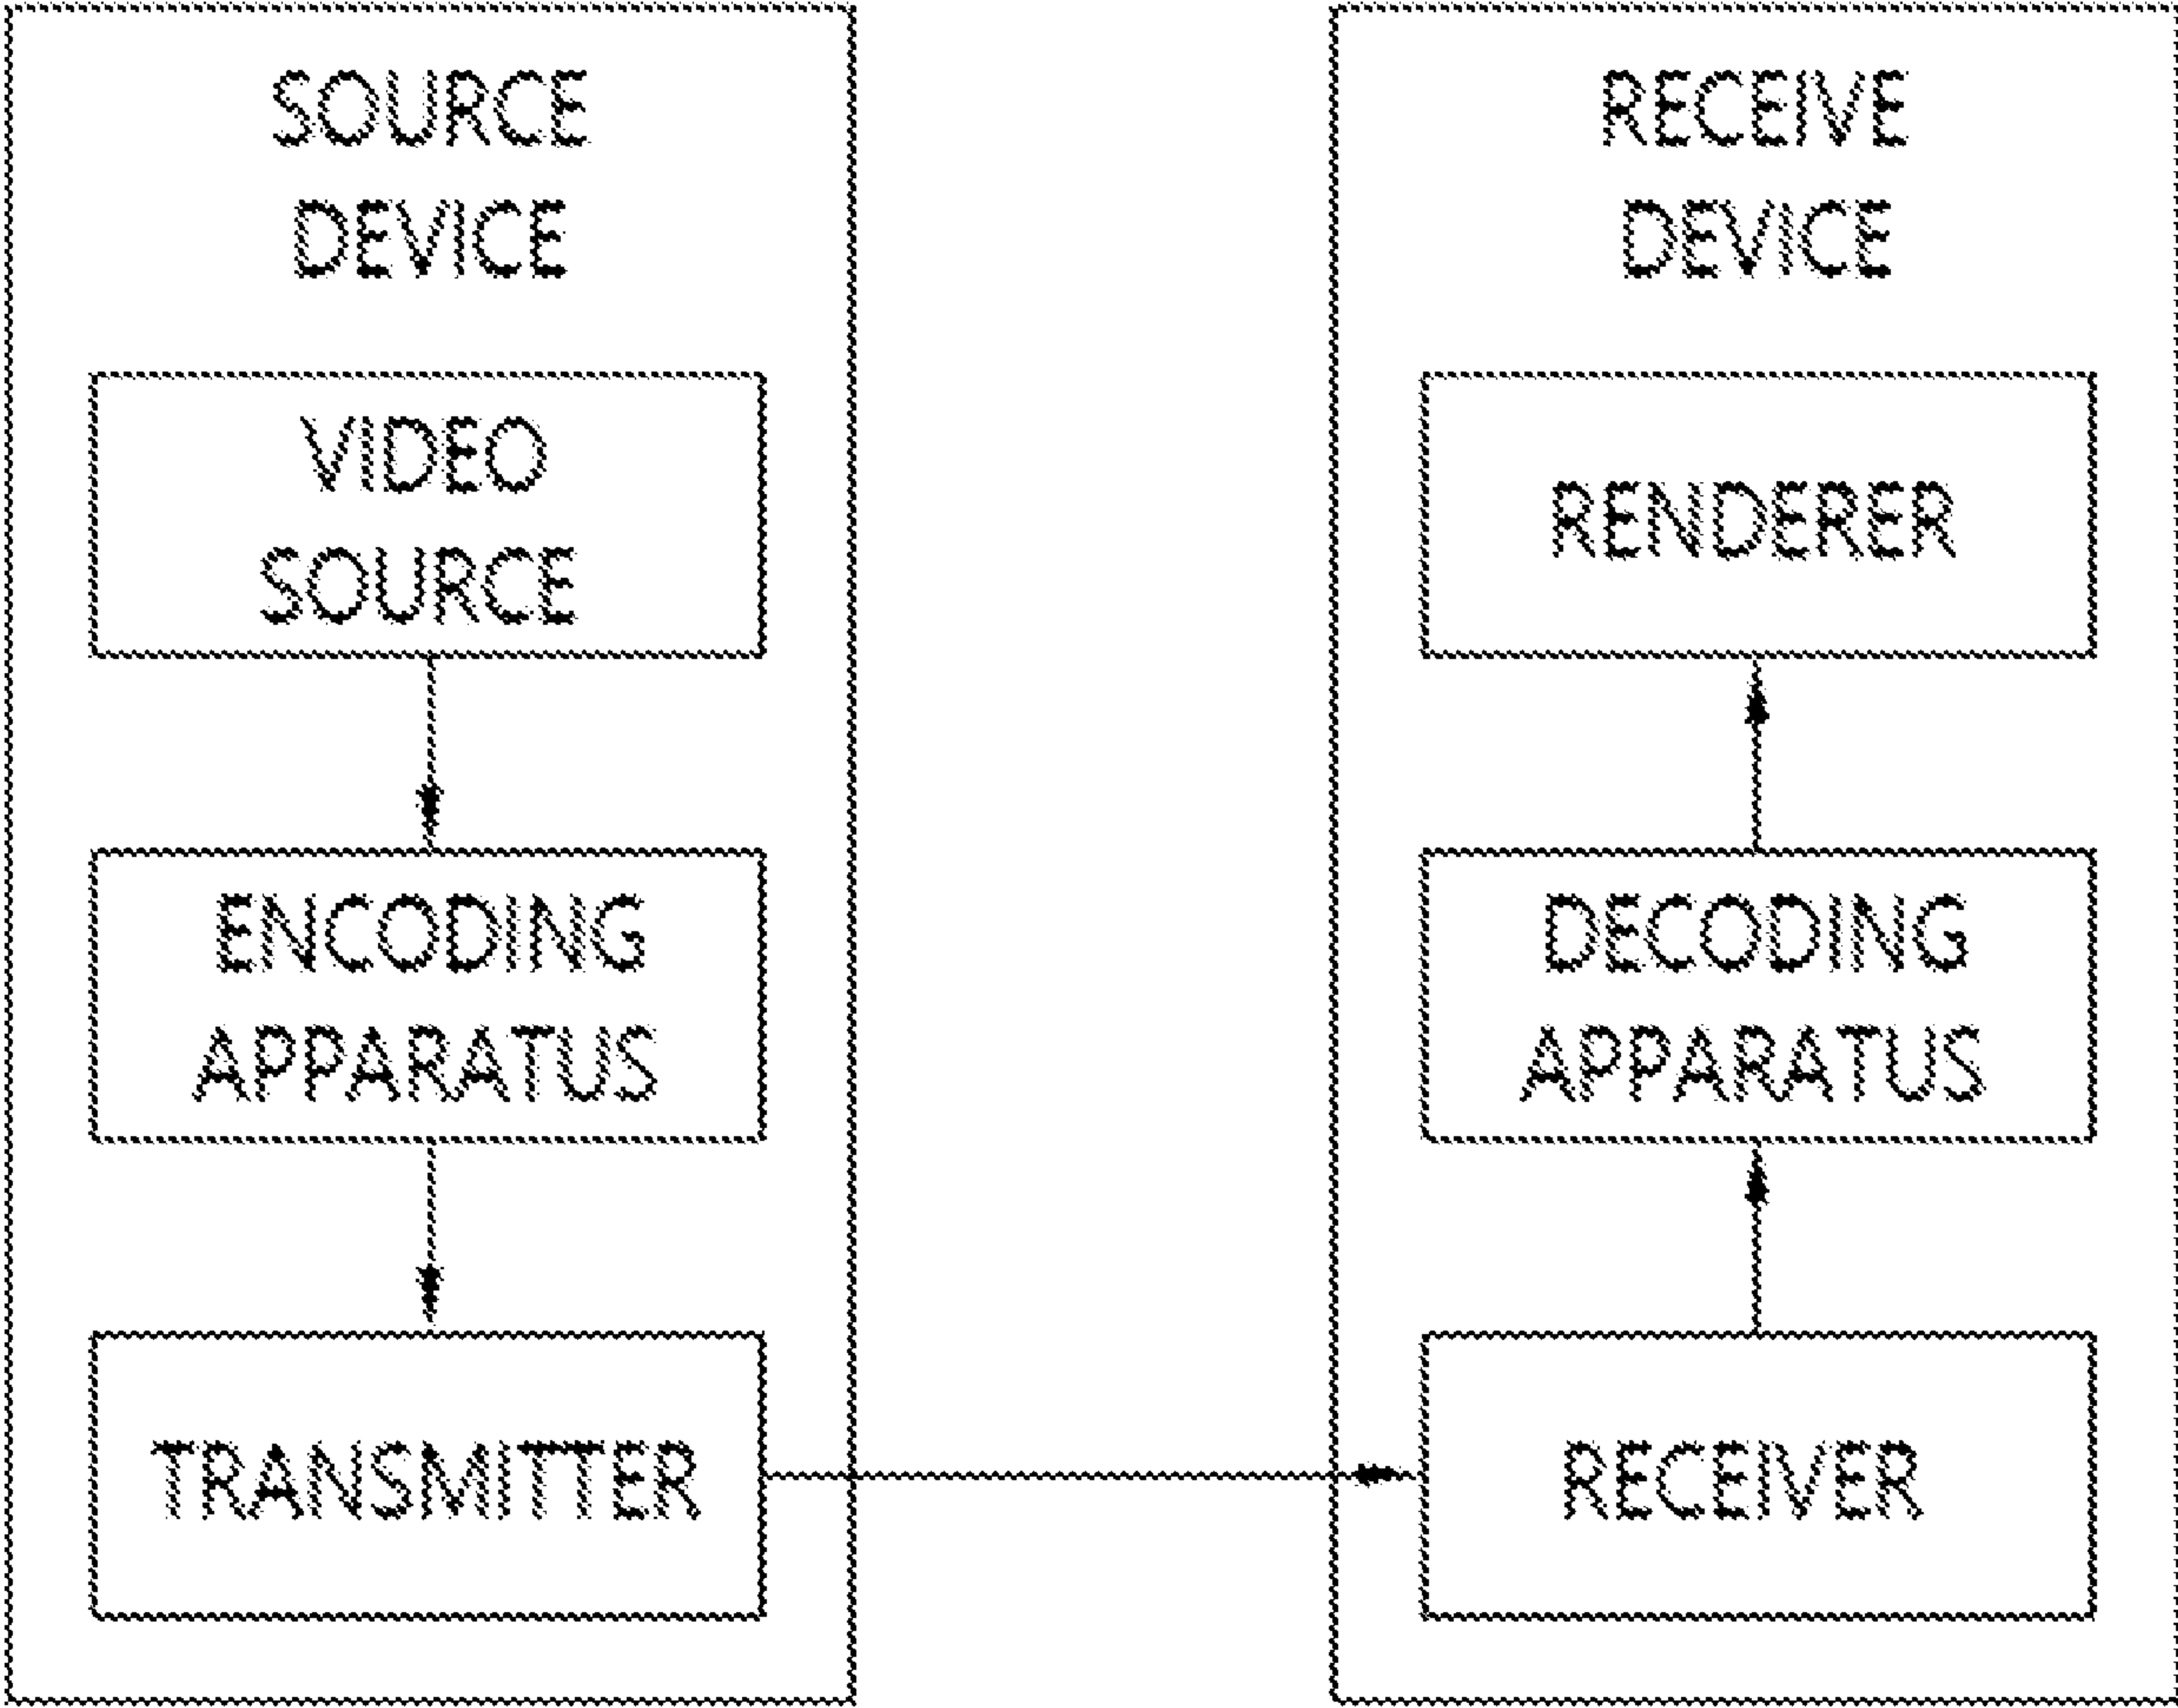 SOURCE
DEVICE
VIDEO
SOURCE
ENCODING
APPARATUS
TRANSMITTER
RECEIVE
DEVICE
RENDERER
DECODING
APPARATUS
RECEIVER